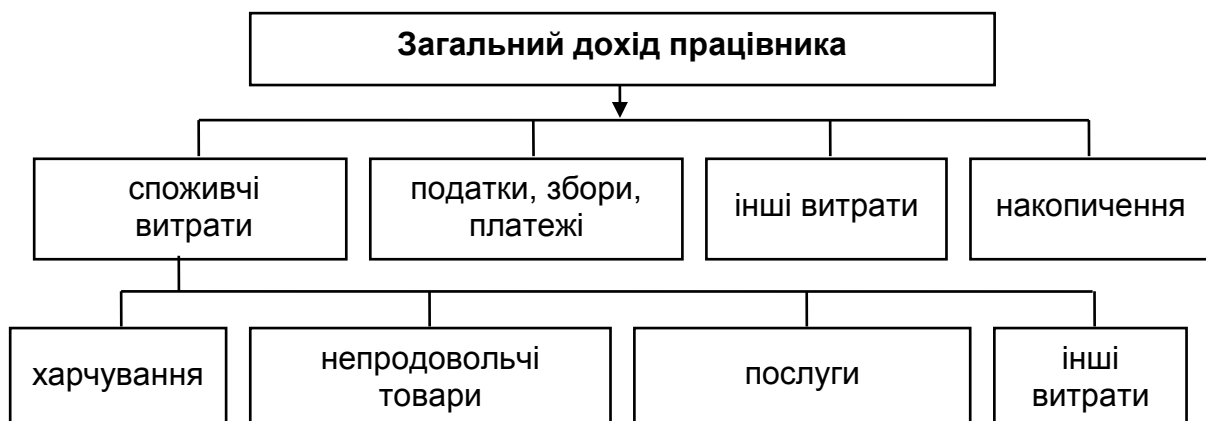 Загальний дохід працівника
споживчі
витрати
податки, збори,
платежі
інші витрати
накопичення
харчування
непродовольчі
товари
послуги
інші
витрати